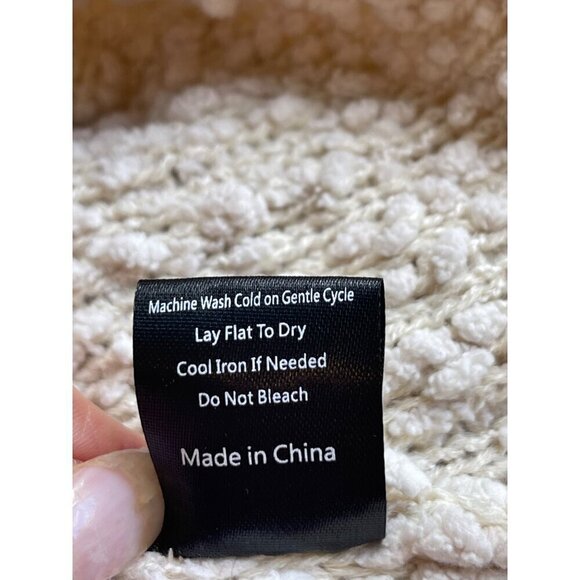 Machine Wash Cold on Gentle Cycle
Lay Flat To Dry
Cool Iron If Needed
Do Not Bleach
Made in China